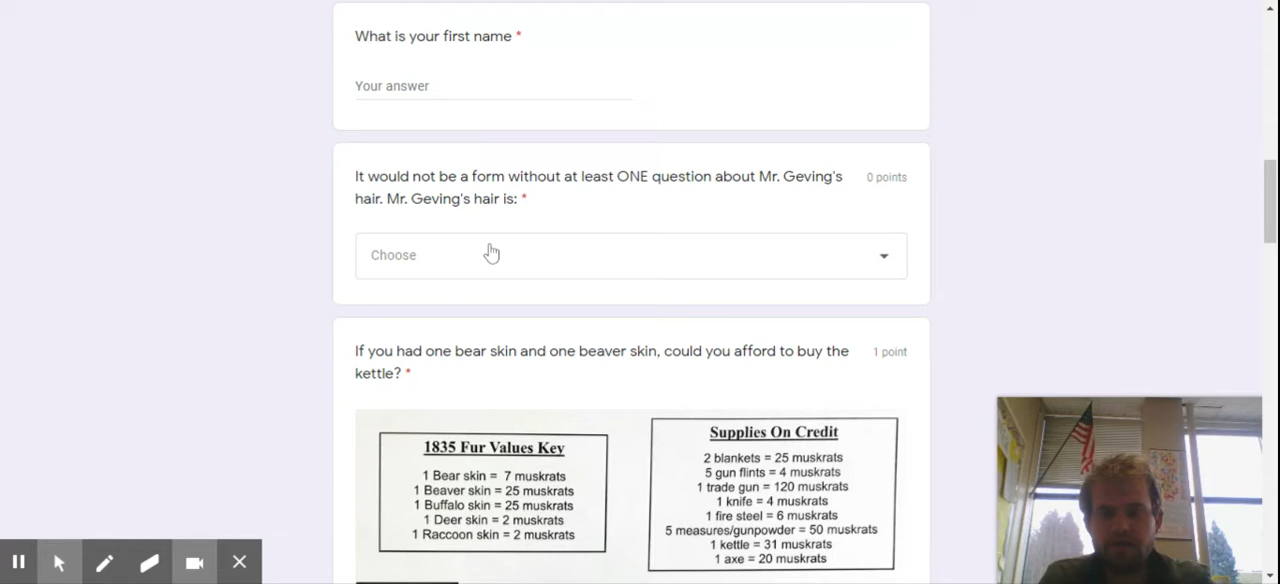 What is your first name *
Your answer
It would not be a form without at least ONE question about Mr. Geving's
hair. Mr. Geving's hair is: *
0 points
Choose
If you had one bear skin and one beaver skin, could you afford to buy the
kettle? *
1 point
1835 Fur Values Key
1 Bear skin = 7 muskrats
1 Beaver skin = 25 muskrats
1 Buffalo skin = 25 muskrats
1 Deer skin = 2 muskrats
1 Raccoon skin = 2 muskrats
Supplies On Credit
2 blankets = 25 muskrats
5 gun flints = 4 muskrats
1 trade gun = 120 muskrats
1 knife = 4 muskrats
1 fire steel = 6 muskrats
5 measures/gunpowder = 50 muskrats
1 kettle = 31 muskrats
1 axe = 20 muskrats